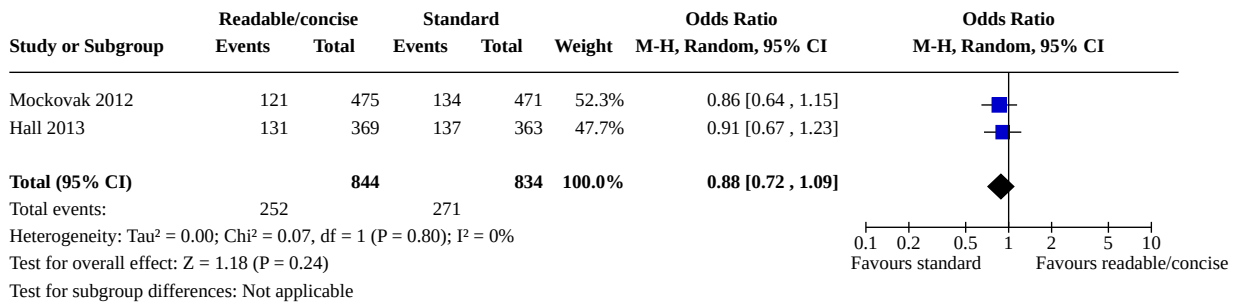 Readable/concise Standard Odds Ratio Odds Ratio
Study or Subgroup Events Total Events Total Weight M-H, Random, 95% CI M-H, Random, 95% CI
Mockovak 2012 121 475 134 471 52.3% 0.86 [0.64 , 1.15]
Hall 2013 131 369 137 363 47.7% 0.91 [0.67 , 1.23]
Total (95% CI) 844 834 100.0% 0.88 [0.72 , 1.09]
Total events: 252 271
Heterogeneity: Tau² = 0.00; Chi² = 0.07, df = 1 (P = 0.80); I² = 0%
0.1 0.2 0.5 1 2 5 10
Test for overall effect: Z = 1.18 (P = 0.24)
Favours standard Favours readable/concise
Test for subgroup differences: Not applicable